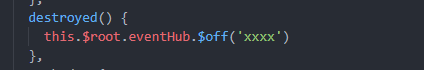 destroyed() {
this.$root.eventHub.$off('xxxx')
},